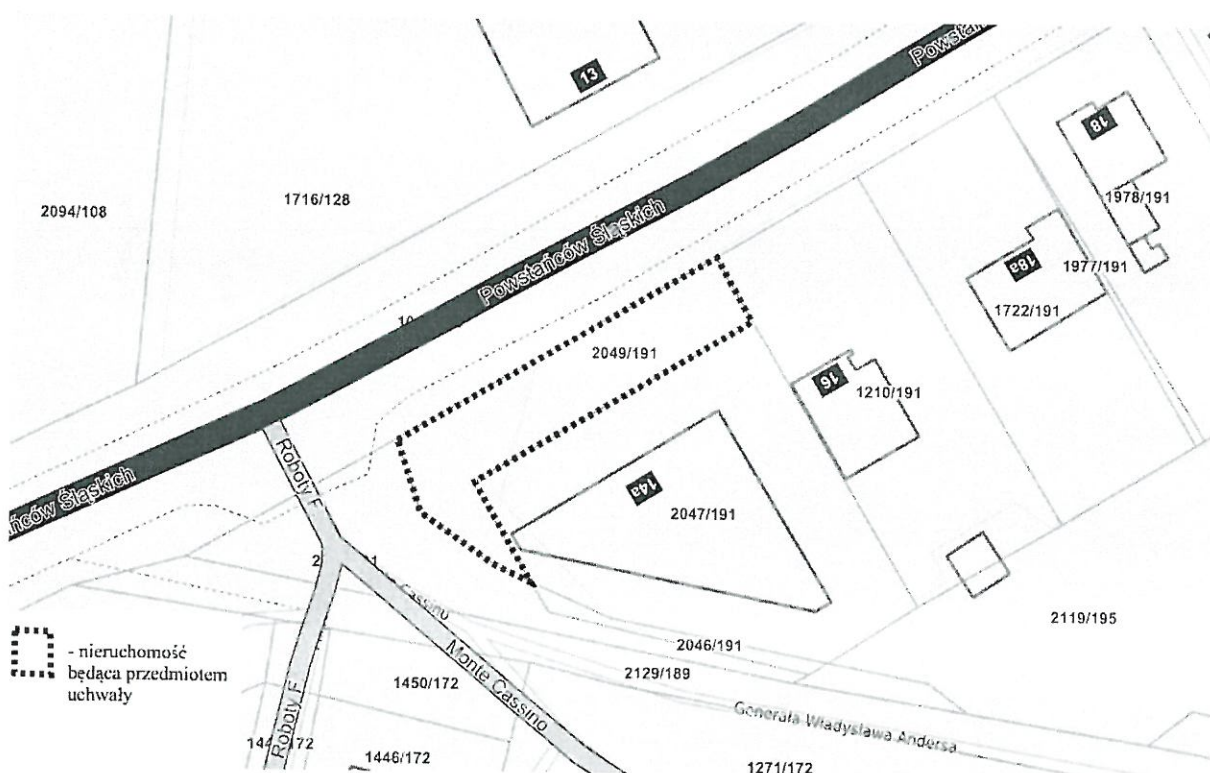 Powstań
13
18
2094/108
1716/128
1978/191
Powstańców Śląskich
18a
1977/191
1722/191
10
2049/191
16
1210/191
Roboty F
14a
2047/191
ńców Śląskich
2
1
Cassino
2119/195
- nieruchomość
będąca przedmiotem
uchwały
2046/191
Monte Cassino
2129/189
1450/172
Roboty F
Generała Władysława Andersa
172
1446/172
1271/172